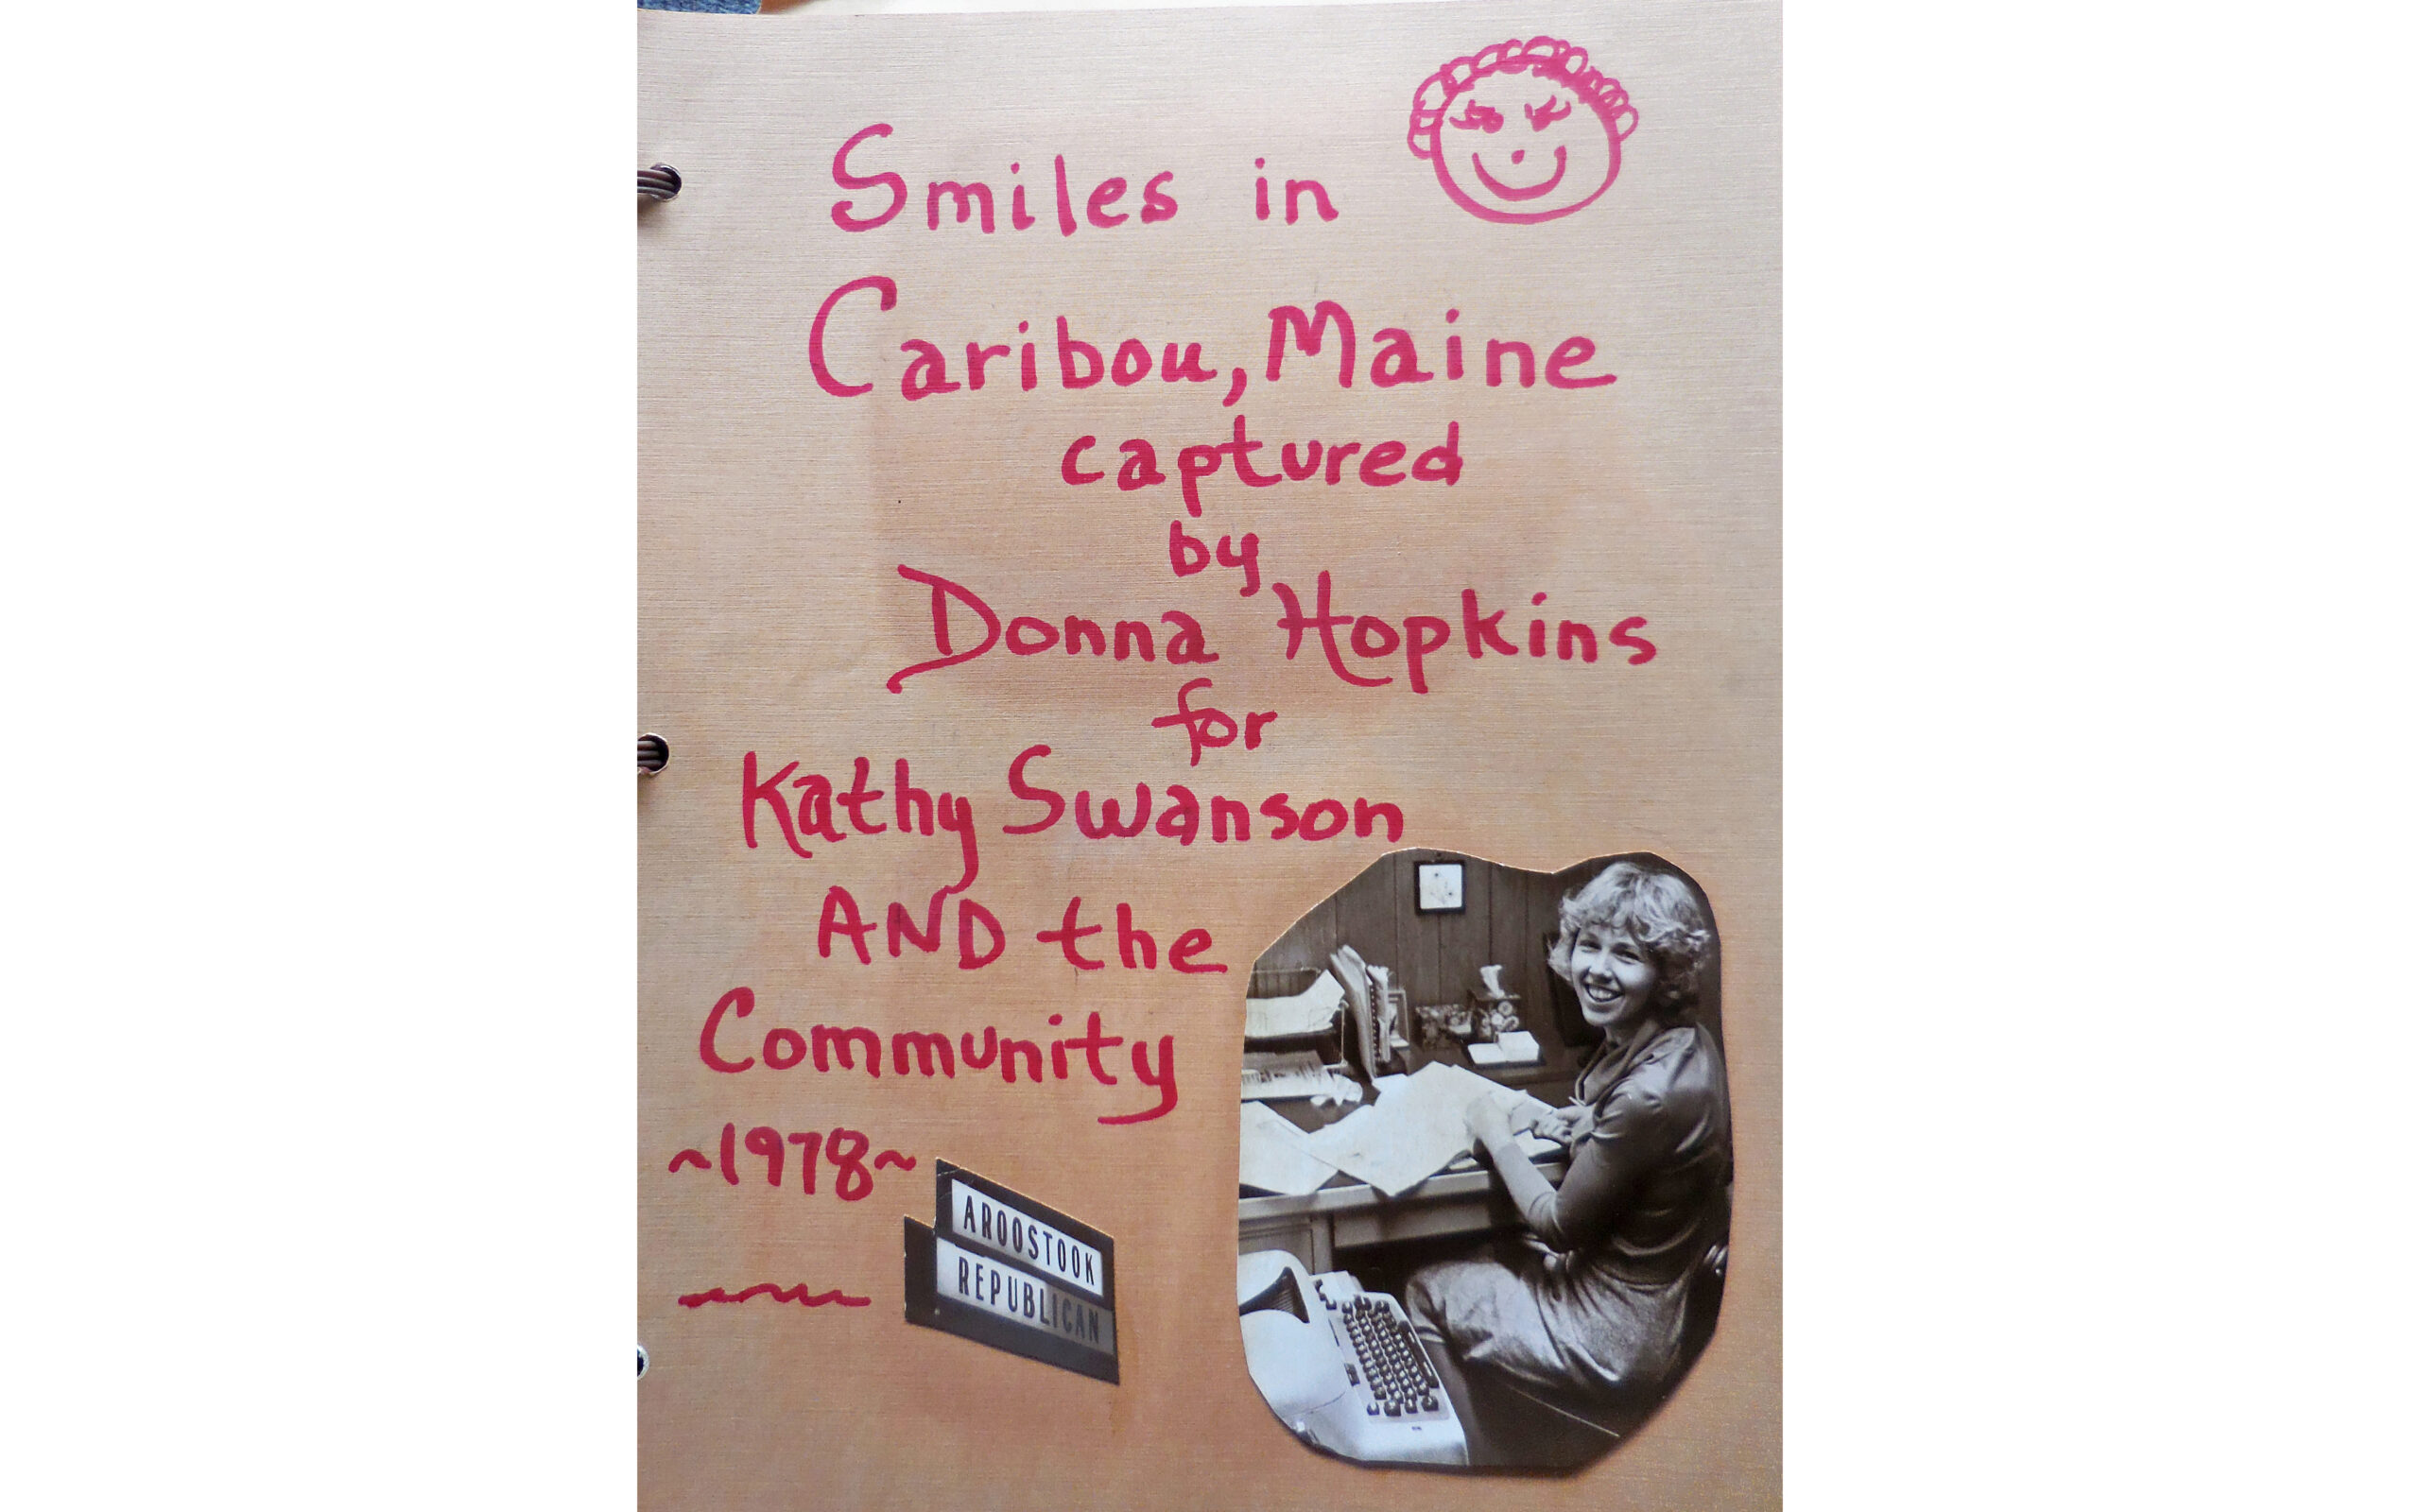 Smiles in
Caribou, Maine
captured
by
Donna Hopkins
for
Kathy Swanson
AND the
Community
~1978~
AROOSTOOK
REPUBLICAN